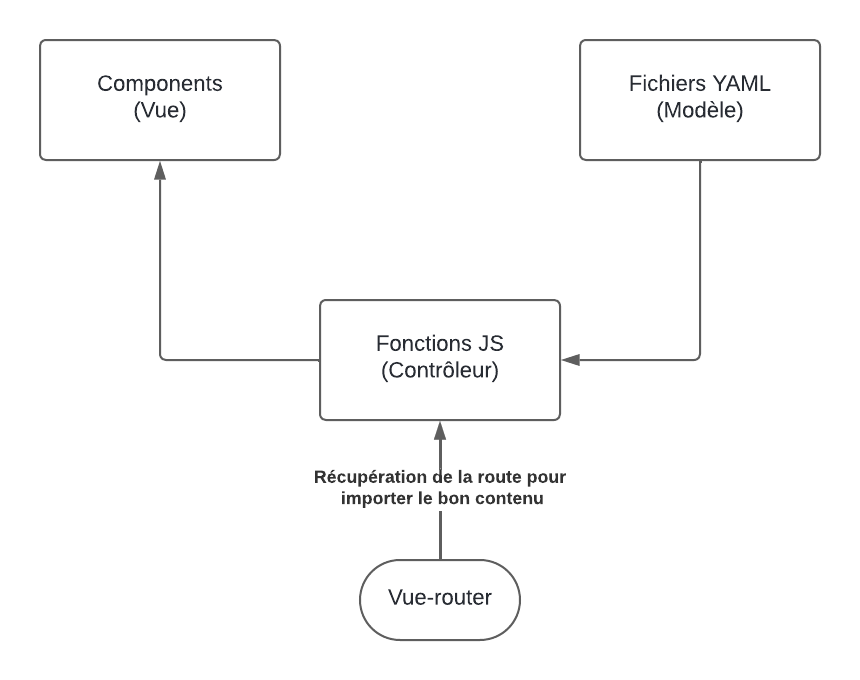 Components
(Vue)
Fichiers YAML
(Modèle)
Fonctions JS
(Contrôleur)
Récupération de la route pour
importer le bon contenu
Vue-router